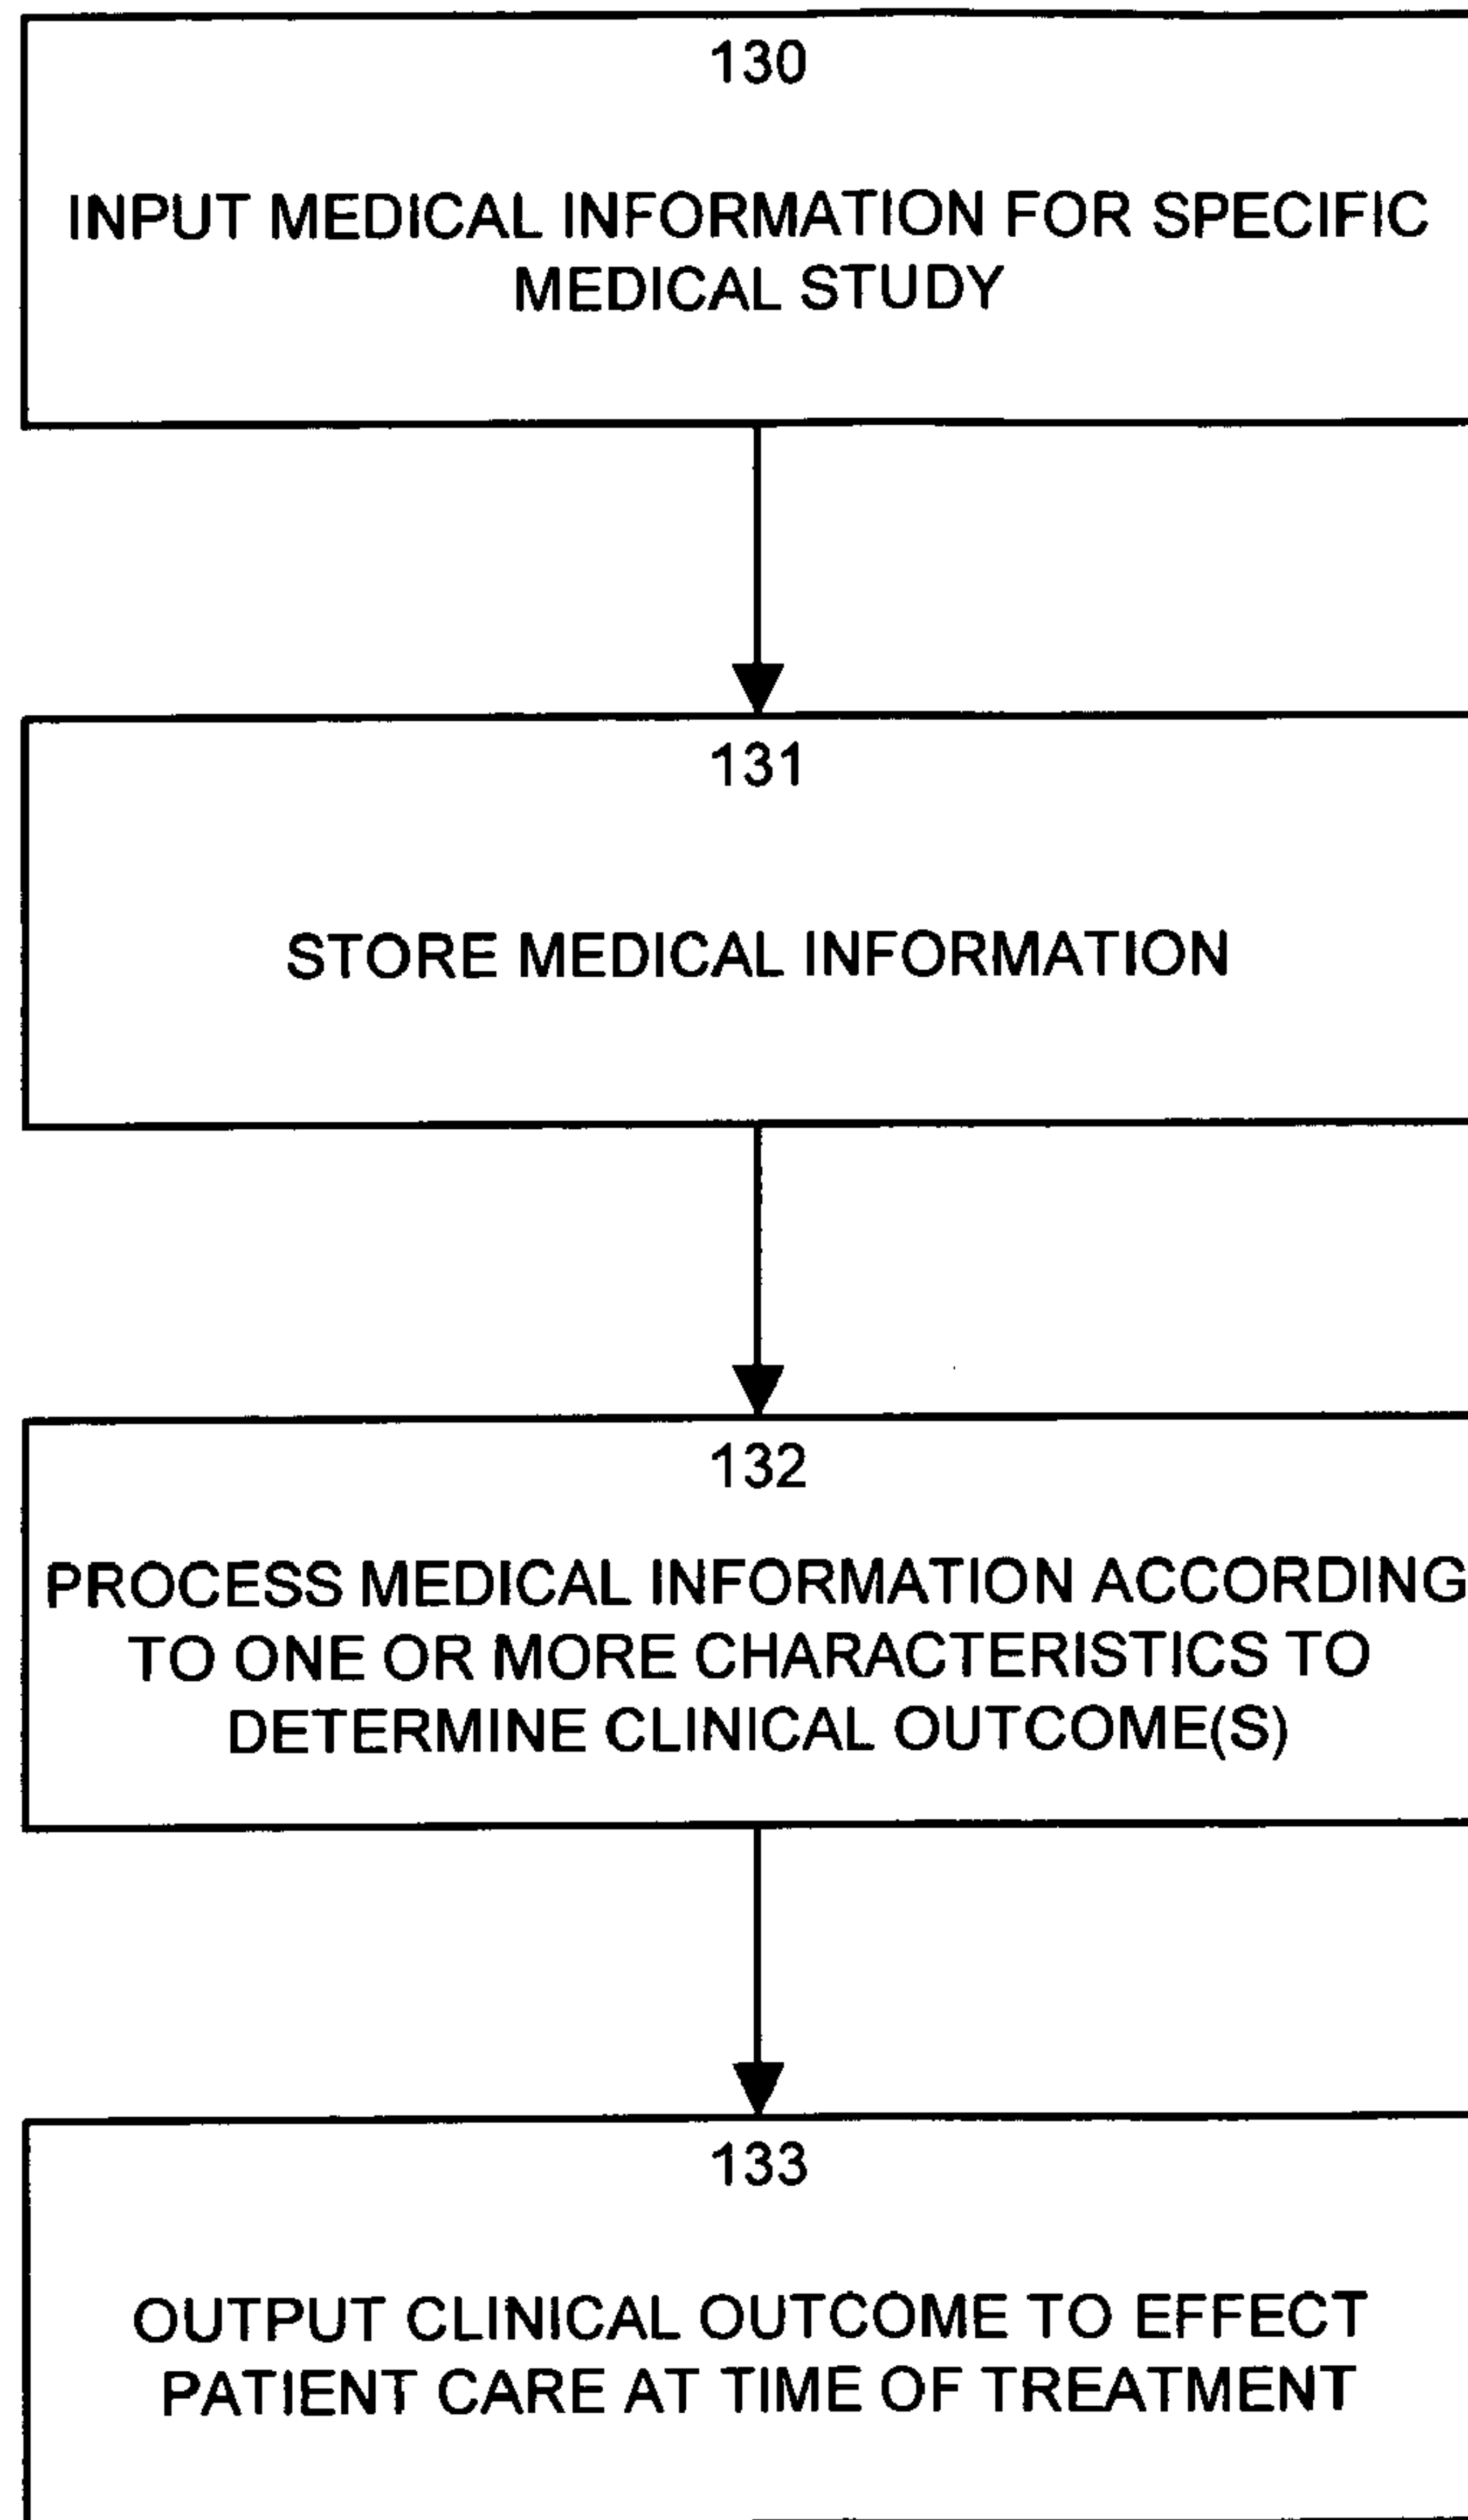 130
INPUT MEDICAL INFORMATION FOR SPECIFIC
MEDICAL STUDY
131
STORE MEDICAL INFORMATION
132
PROCESS MEDICAL INFORMATION ACCORDING
TO ONE OR MORE CHARACTERISTICS TO
DETERMINE CLINICAL OUTCOME(S)
133
OUTPUT CLINICAL OUTCOME TO EFFECT
PATIENT CARE AT TIME OF TREATMENT